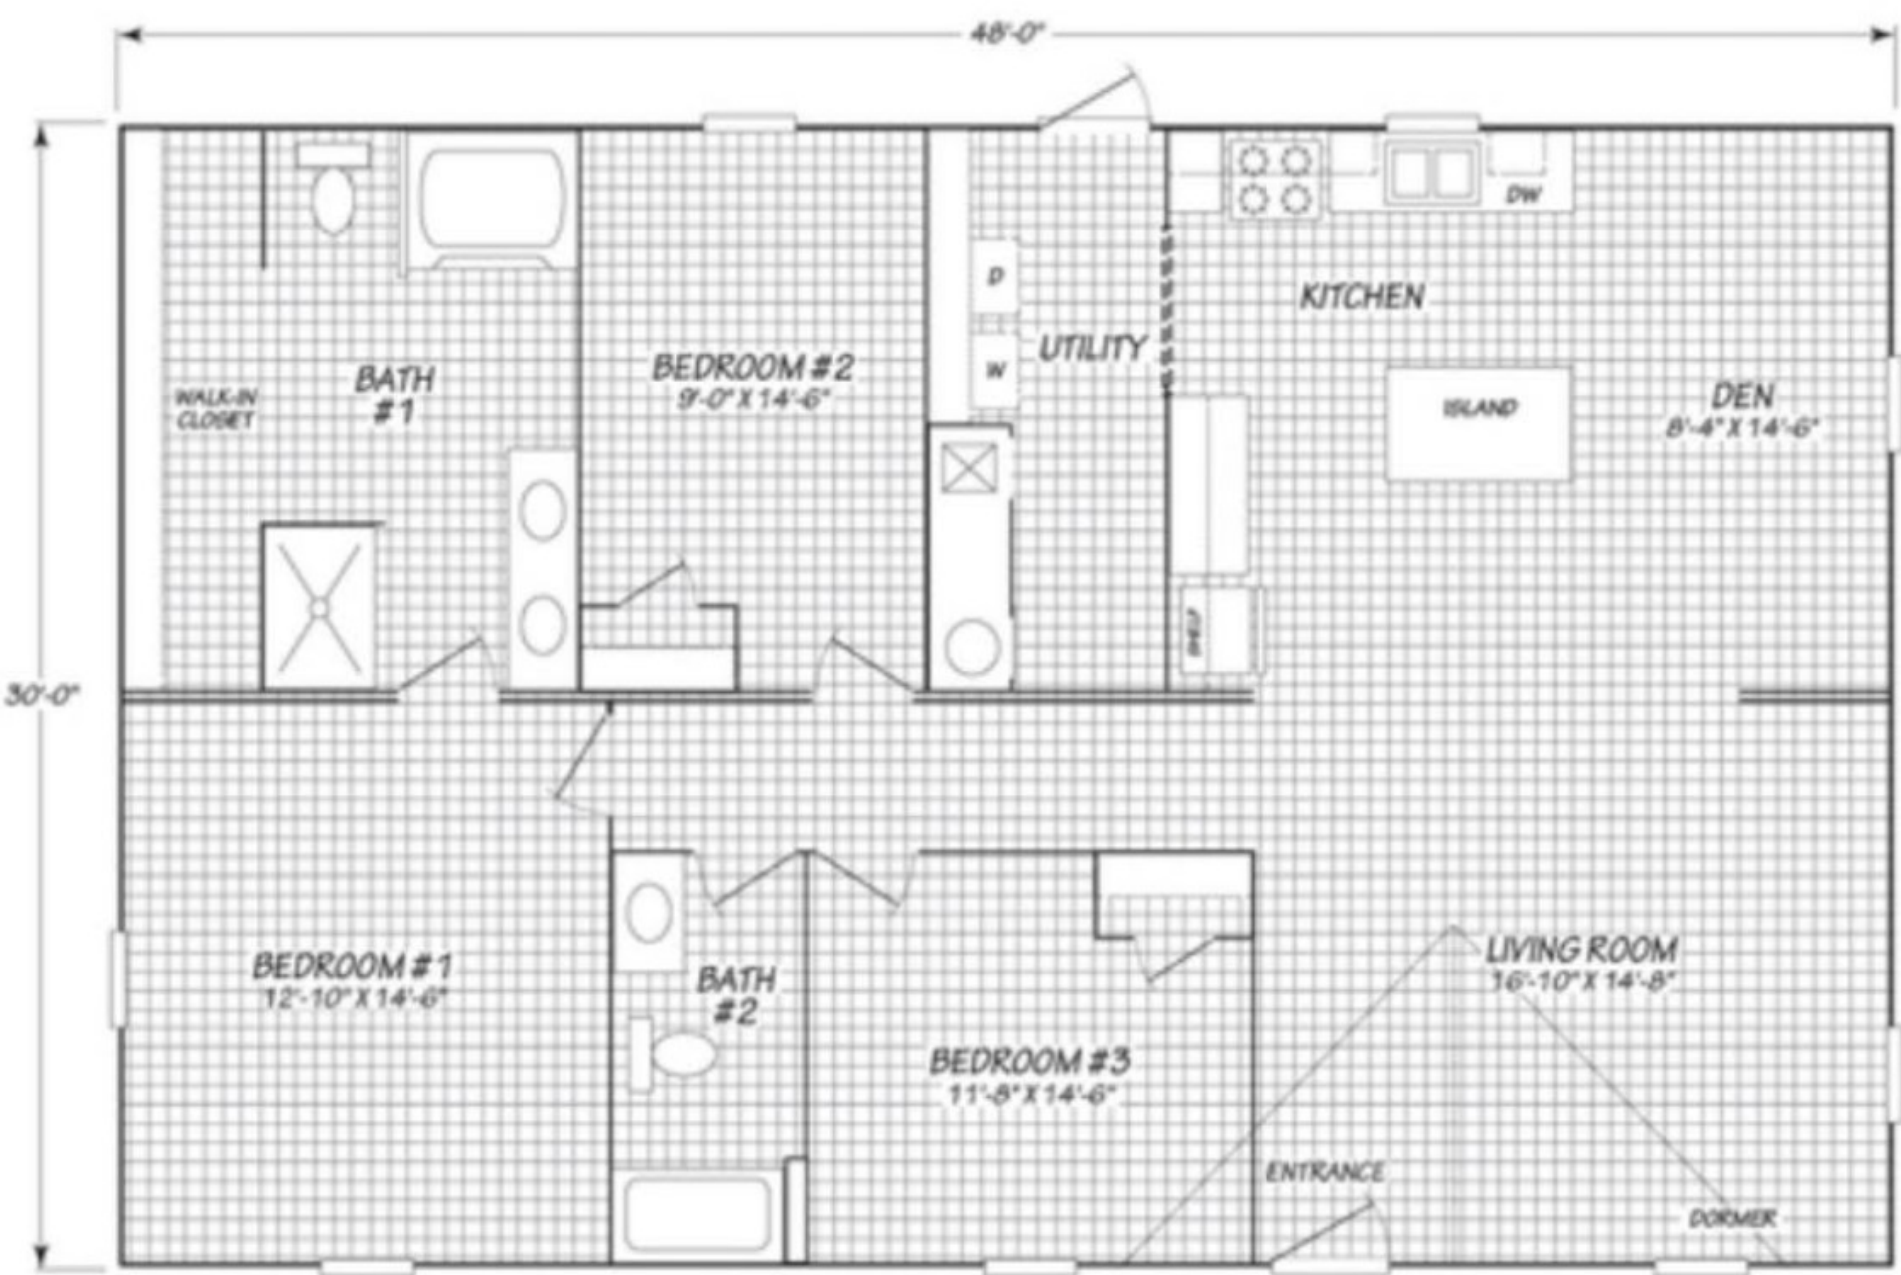 48'-0"
30'-0"
WALK-IN
CLOSET
BATH
#1
BEDROOM #2
9'-0" X 14'-6"
D
W
UTILITY
DW
KITCHEN
ISLAND
DEN
8'-4" X 14'-6"
SHELF
BEDROOM #1
12'-10" X 14'-6"
BATH
#2
BEDROOM #3
11'-8" X 14'-6"
LIVING ROOM
16'-10" X 14'-8"
ENTRANCE
DORMER